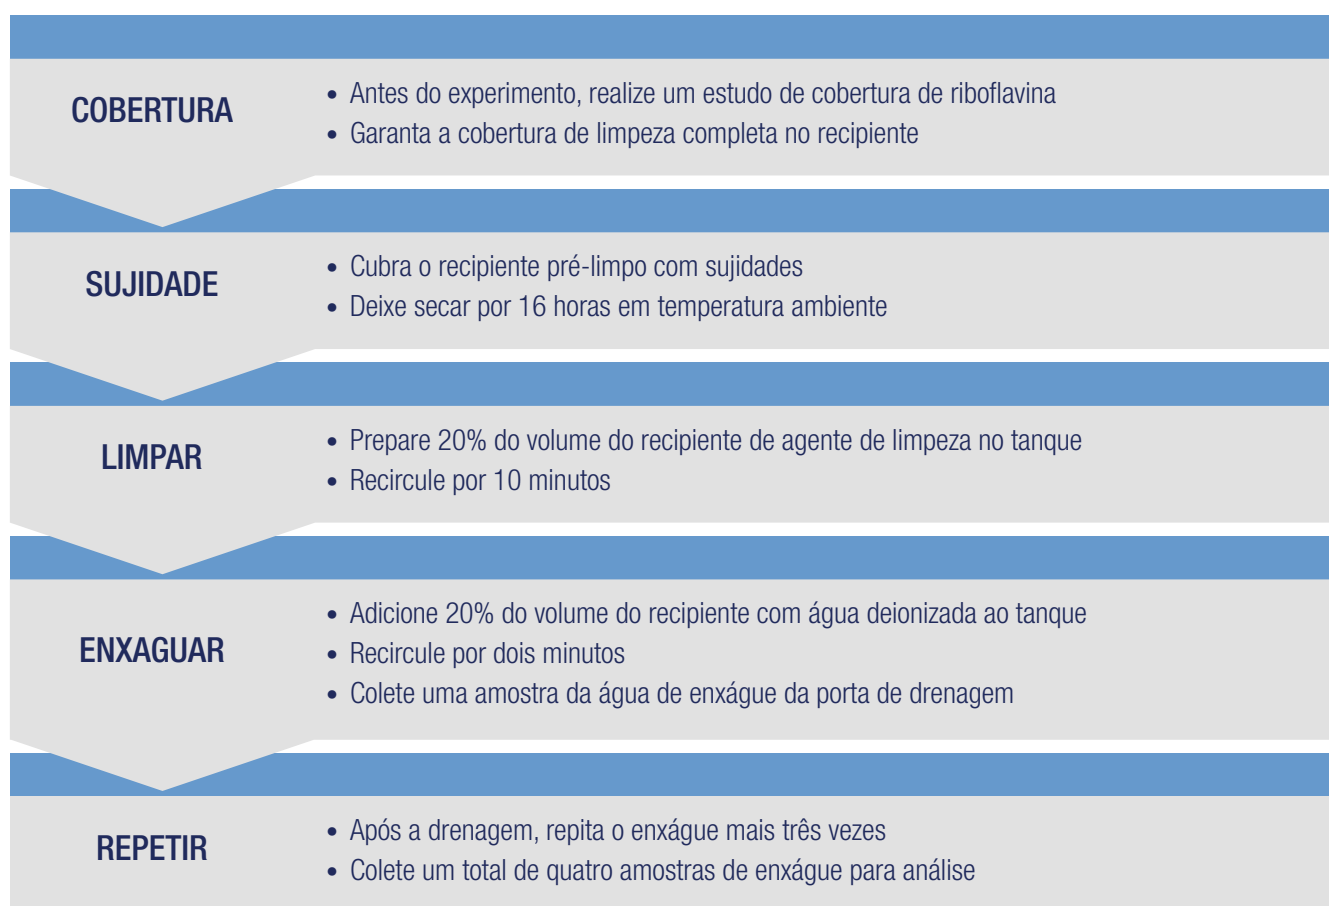 COBERTURA
• Antes do experimento, realize um estudo de cobertura de riboflavina
• Garanta a cobertura de limpeza completa no recipiente
SUJIDADE
• Cubra o recipiente pré-limpo com sujidades
• Deixe secar por 16 horas em temperatura ambiente
LIMPAR
• Prepare 20% do volume do recipiente de agente de limpeza no tanque
• Recircule por 10 minutos
ENXAGUAR
• Adicione 20% do volume do recipiente com água deionizada ao tanque
• Recircule por dois minutos
• Colete uma amostra da água de enxágue da porta de drenagem
REPETIR
• Após a drenagem, repita o enxágue mais três vezes
• Colete um total de quatro amostras de enxágue para análise